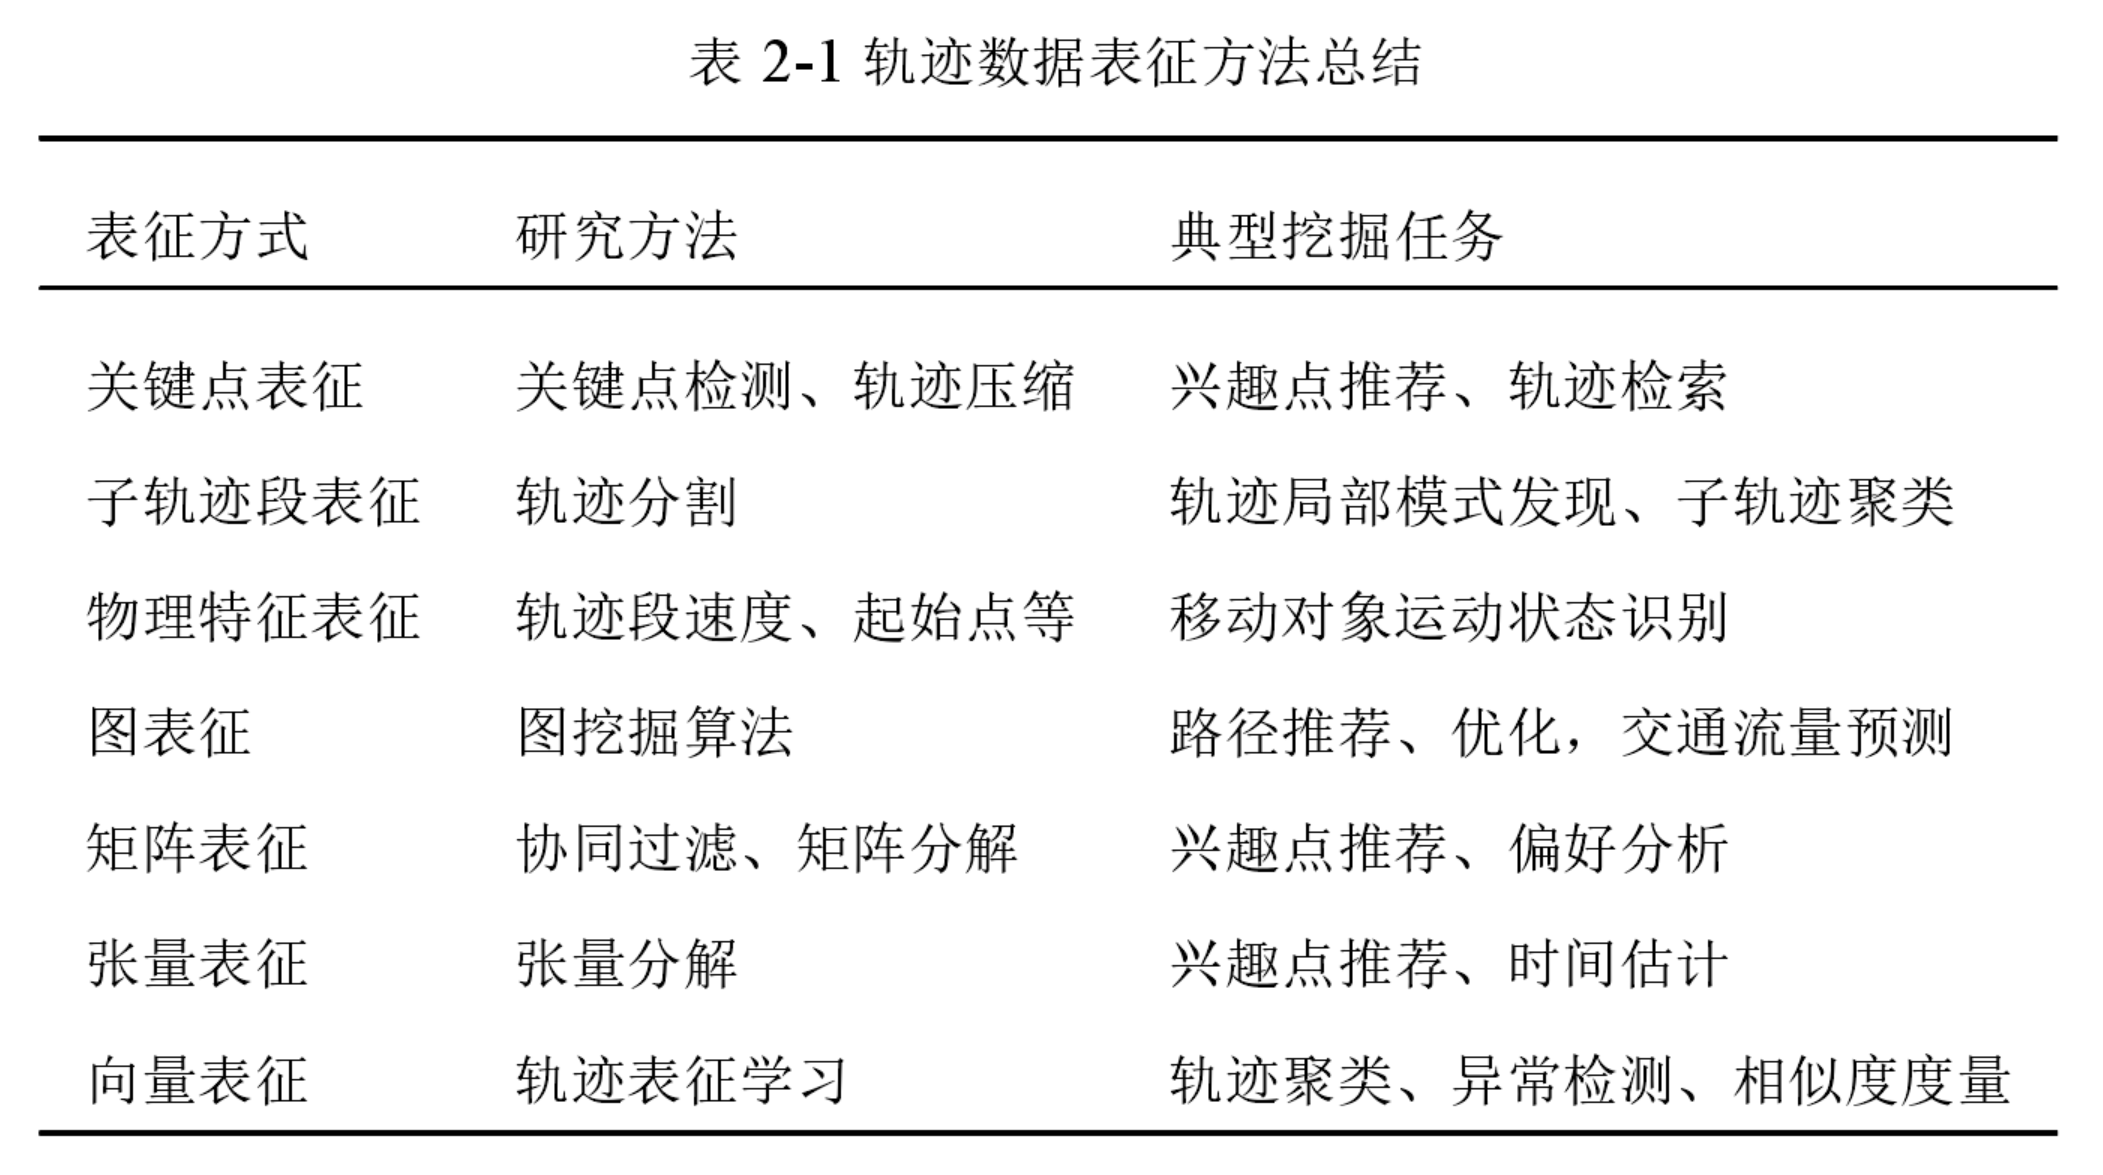 表 2-1 轨迹数据表征方法总结
表征方式 研究方法 典型挖掘任务
关键点表征 关键点检测、轨迹压缩 兴趣点推荐、轨迹检索
子轨迹段表征 轨迹分割 轨迹局部模式发现、子轨迹聚类
物理特征表征 轨迹段速度、起始点等 移动对象运动状态识别
图表征 图挖掘算法 路径推荐、优化，交通流量预测
矩阵表征 协同过滤、矩阵分解 兴趣点推荐、偏好分析
张量表征 张量分解 兴趣点推荐、时间估计
向量表征 轨迹表征学习 轨迹聚类、异常检测、相似度度量